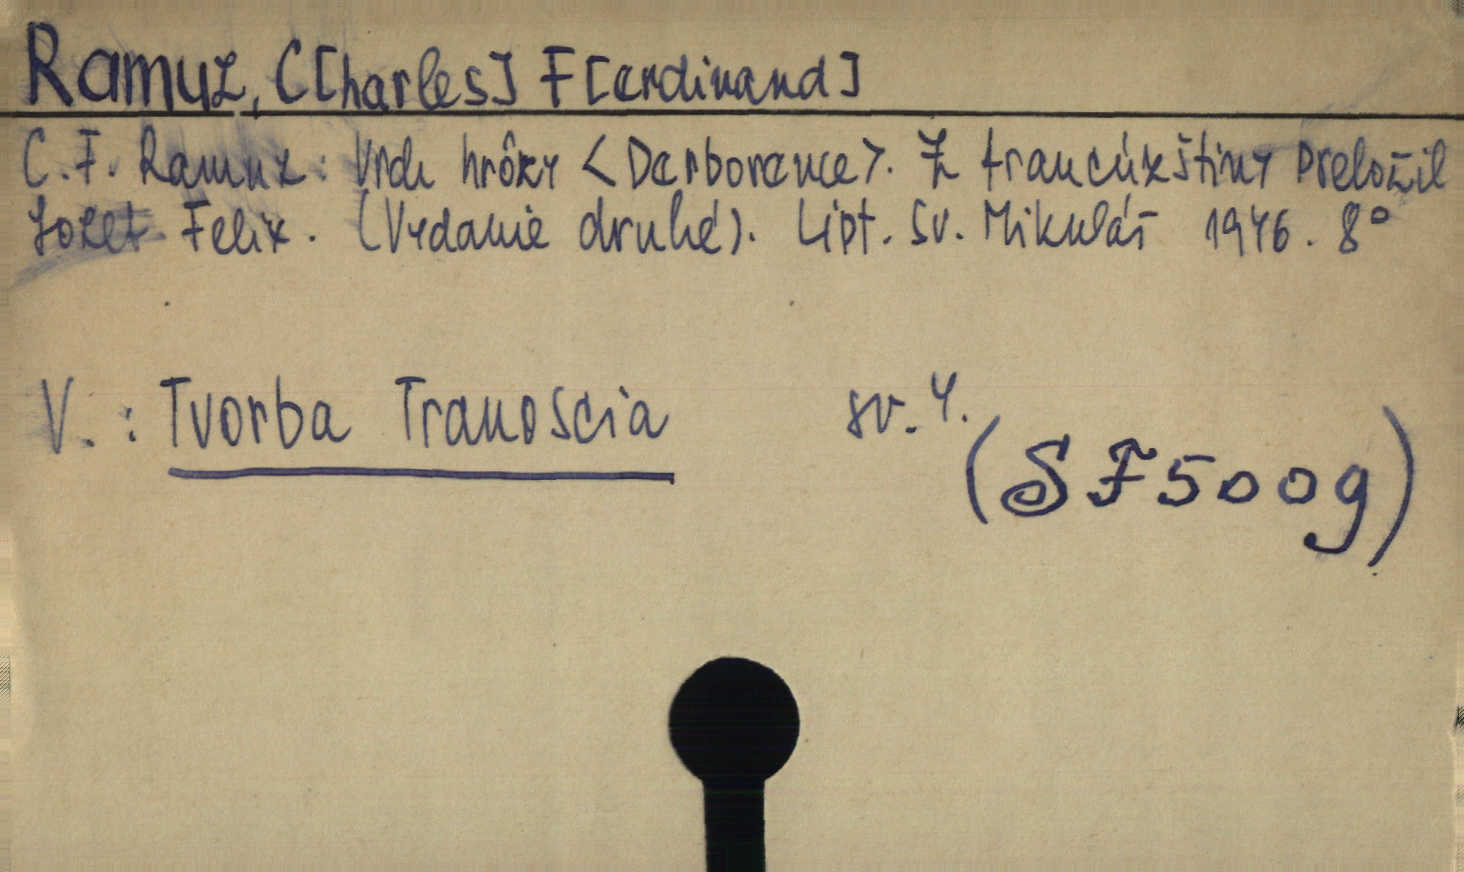 Ramuz, C[harles] F[erdinand]
C. F. Ramuz: Vrch hrôzy <Derborence>. Z francúzštiny preložil
Jozef Felix. (Vydanie druhé). Lipt. Sv. Mikuláš 1946. 8°
V.: Tvorba Tranoscia sv. 4.
(SF5009)